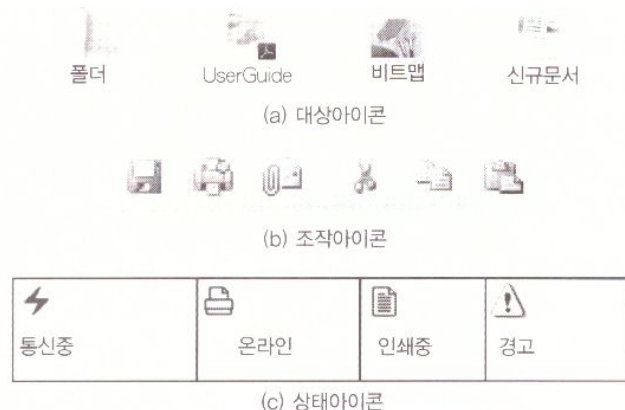 폴더 UserGuide 비트맵 신규문서
(a) 대상아이콘
(b) 조작아이콘
통신중 온라인 인쇄중 경고
(c) 상태아이콘